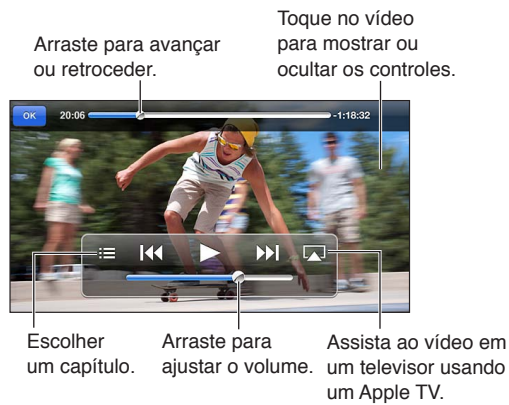 Toque no vídeo
para mostrar ou
ocultar os controles.
Arraste para avançar
ou retroceder.
OK 20:06 -1:18:32
Escolher
um capítulo.
Arraste para
ajustar o volume.
Assista ao vídeo em
um televisor usando
um Apple TV.